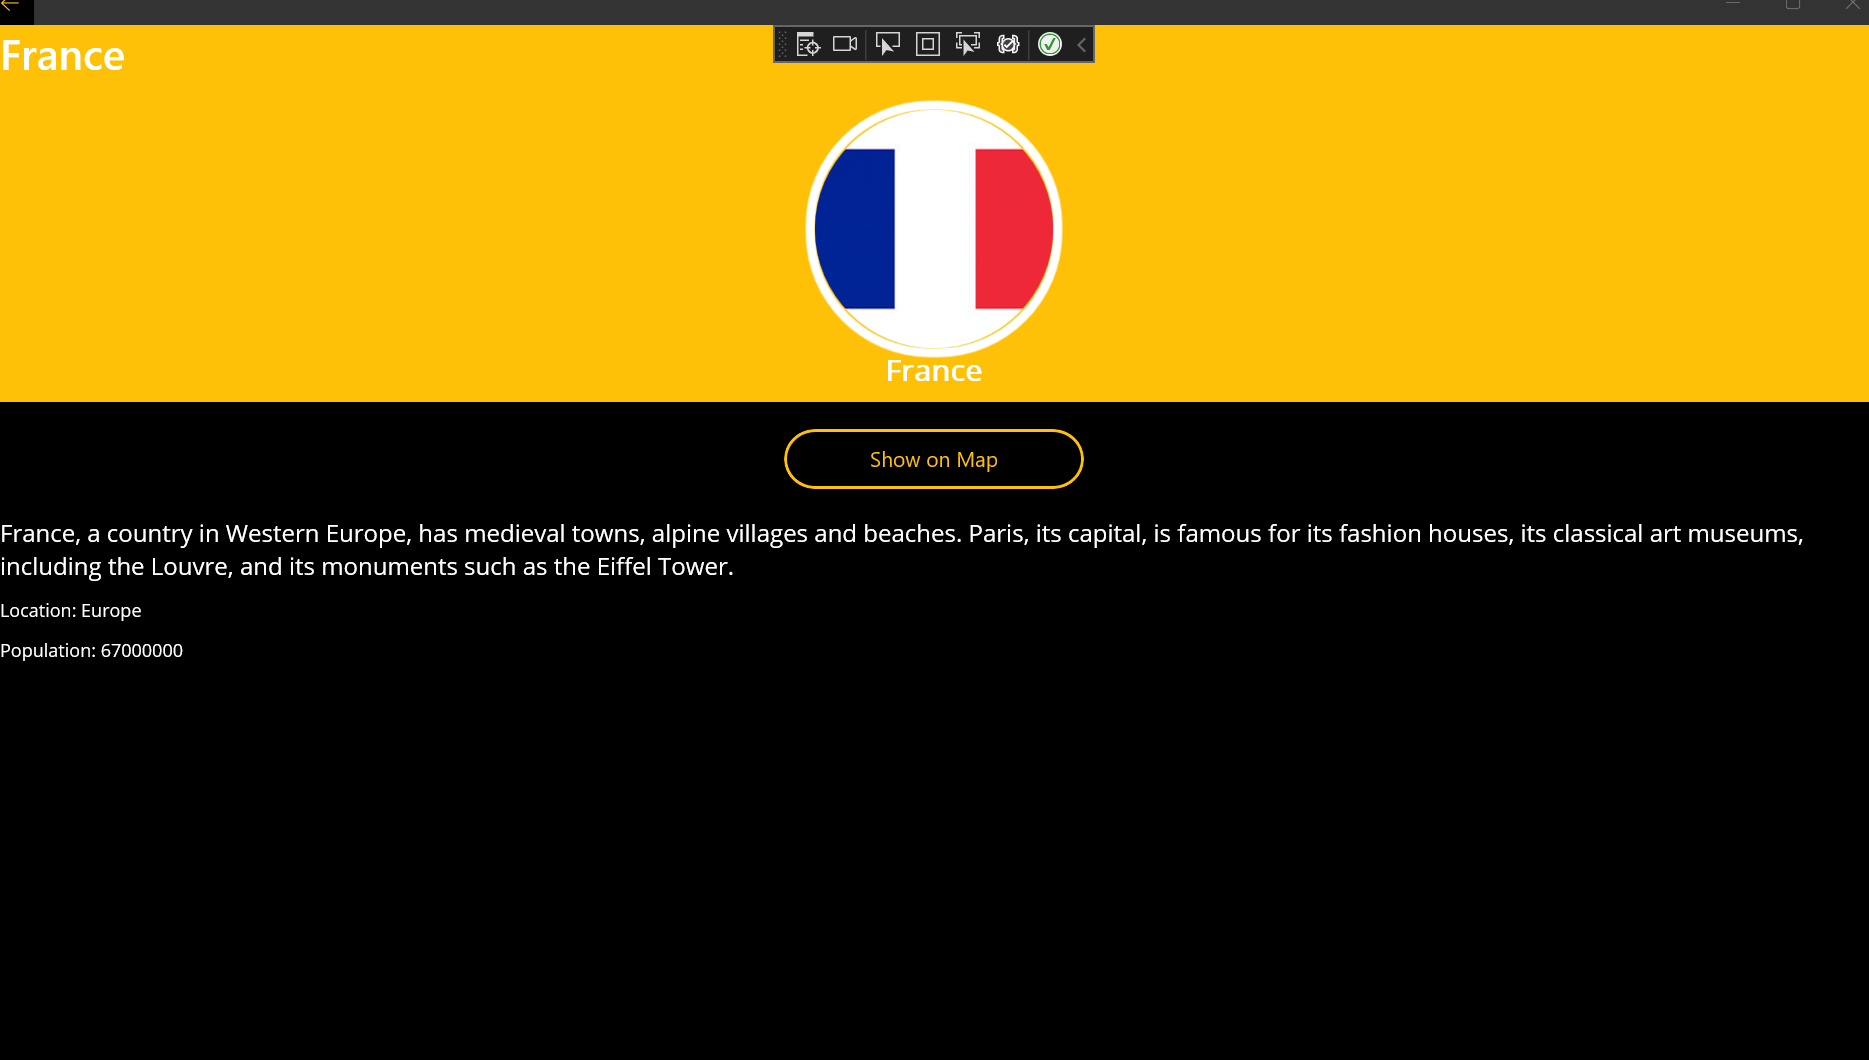 France
France
Show on Map
France, a country in Western Europe, has medieval towns, alpine villages and beaches. Paris, its capital, is famous for its fashion houses, its classical art museums,
including the Louvre, and its monuments such as the Eiffel Tower.
Location: Europe
Population: 67000000